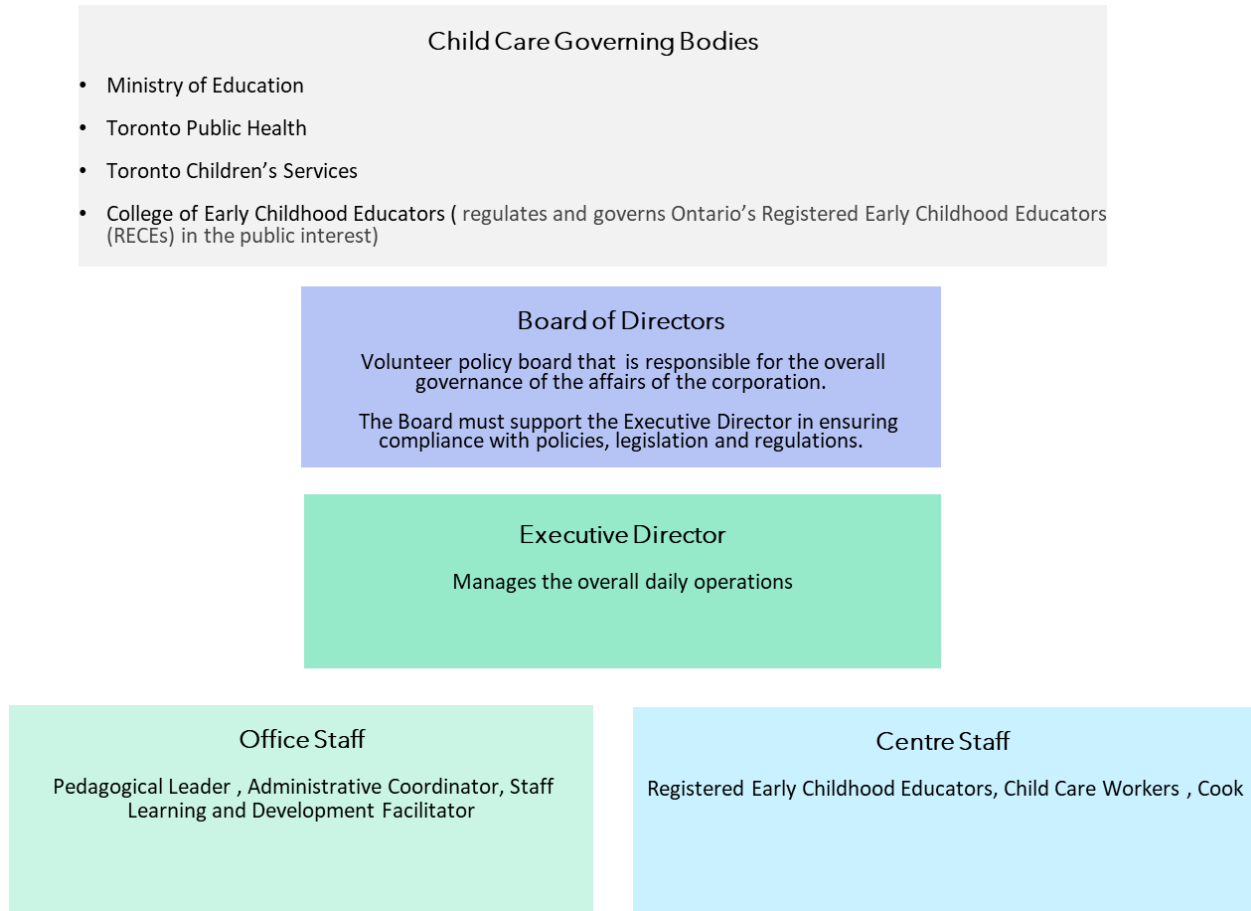 Child Care Governing Bodies
• Ministry of Education
• Toronto Public Health
• Toronto Children’s Services
• College of Early Childhood Educators ( regulates and governs Ontario’s Registered Early Childhood Educators
(RECEs) in the public interest)
Board of Directors
Volunteer policy board that is responsible for the overall
governance of the affairs of the corporation.
The Board must support the Executive Director in ensuring
compliance with policies, legislation and regulations.
Executive Director
Manages the overall daily operations
Office Staff
Pedagogical Leader , Administrative Coordinator, Staff
Learning and Development Facilitator
Centre Staff
Registered Early Childhood Educators, Child Care Workers , Cook